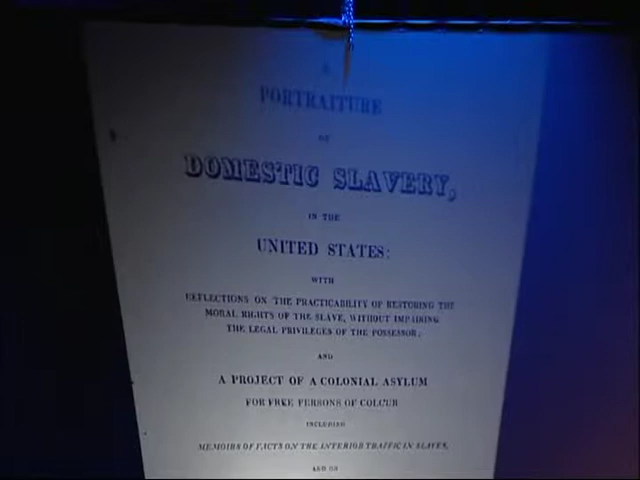 A
PORTRAITURE
OF
DOMESTIC SLAVERY,
IN THE
UNITED STATES:
WITH
REFLECTIONS ON THE PRACTICABILITY OF RESTORING THE
MORAL RIGHTS OF THE SLAVE, WITHOUT IMPAIRING
THE LEGAL PRIVILEGES OF THE POSSESSOR;
AND
A PROJECT OF A COLONIAL ASYLUM
FOR FREE PERSONS OF COLOUR
INCLUDING
MEMOIRS OF FACTS ON THE INTERIOR TRAFFIC IN SLAVES,
AND ON